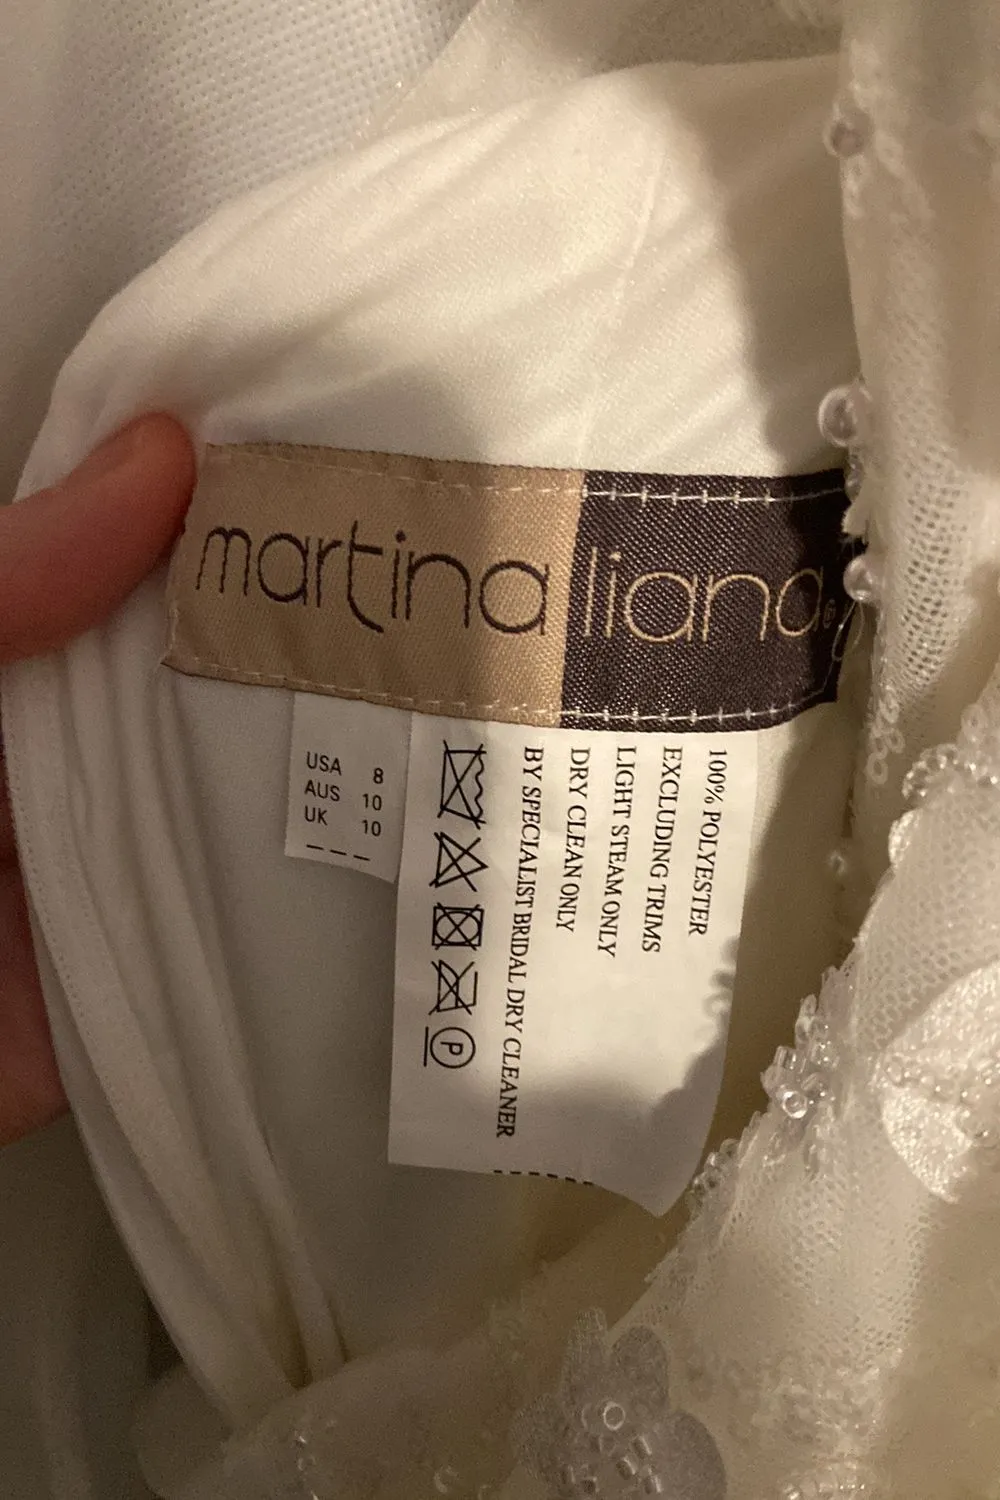 martina liana®
USA 8
AUS 10
UK 10
100% POLYESTER
EXCLUDING TRIMS
LIGHT STEAM ONLY
DRY CLEAN ONLY
BY SPECIALIST BRIDAL DRY CLEANER
P